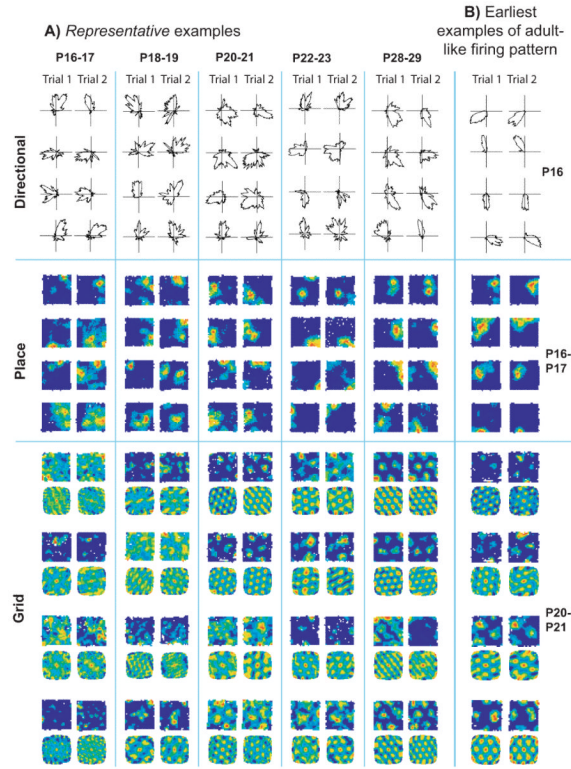 A) Representative examples
B) Earliest
examples of adult-
like firing pattern
P16-17 P18-19 P20-21 P22-23 P28-29
Trial 1 Trial 2 Trial 1 Trial 2 Trial 1 Trial 2 Trial 1 Trial 2 Trial 1 Trial 2 Trial 1 Trial 2
Directional
P16
Place
P16-
P17
Grid
P20-
P21